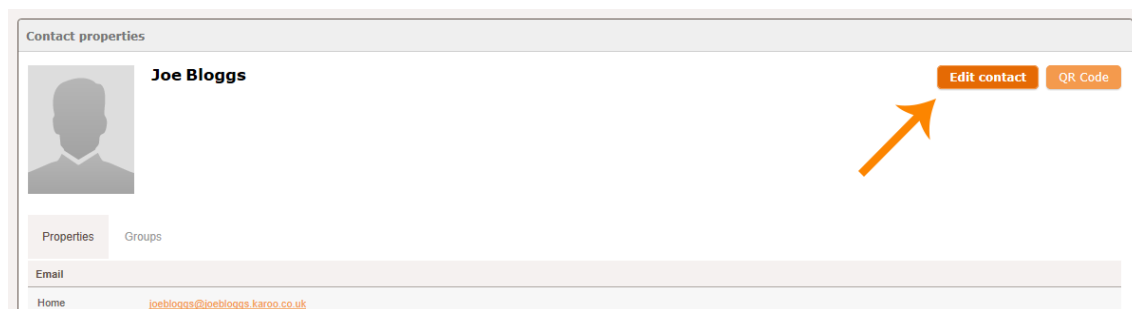 Contact properties
Joe Bloggs
Edit contact QR Code
Properties Groups
Email
Home joebloggs@joebloggs.karoo.co.uk